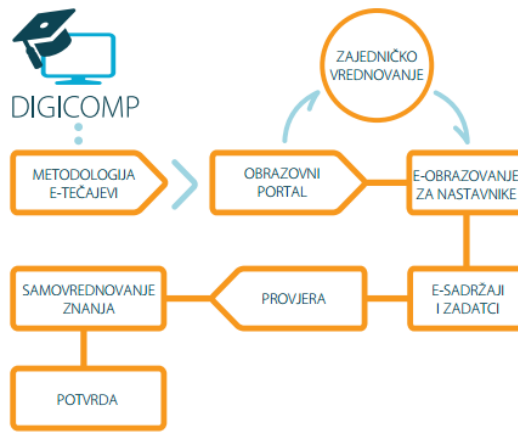 DIGICOMP
ZAJEDNIČKO
VREDNOVANJE
METODOLOGIJA
E-TEČAJEVI
OBRAZOVNI
PORTAL
E-OBRAZOVANJE
ZA NASTAVNIKE
SAMOVREDNOVANJE
ZNANJA
PROVJERA
E-SADRŽAJI
I ZADATCI
POTVRDA